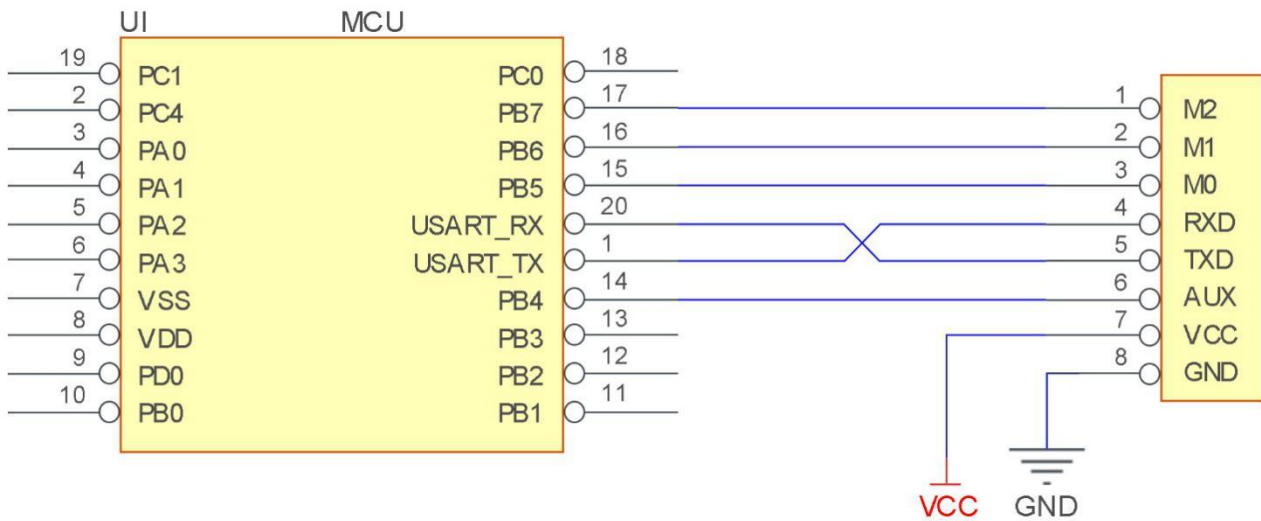 UI MCU
19 PC1 PC0 18
2 PC4 PB7 17 1 M2
3 PA0 PB6 16 2 M1
4 PA1 PB5 15 3 M0
5 PA2 USART_RX 20 4 RXD
6 PA3 USART_TX 1 5 TXD
7 VSS PB4 14 6 AUX
8 VDD PB3 13 7 VCC
9 PD0 PB2 12 8 GND
10 PB0 PB1 11
VCC GND